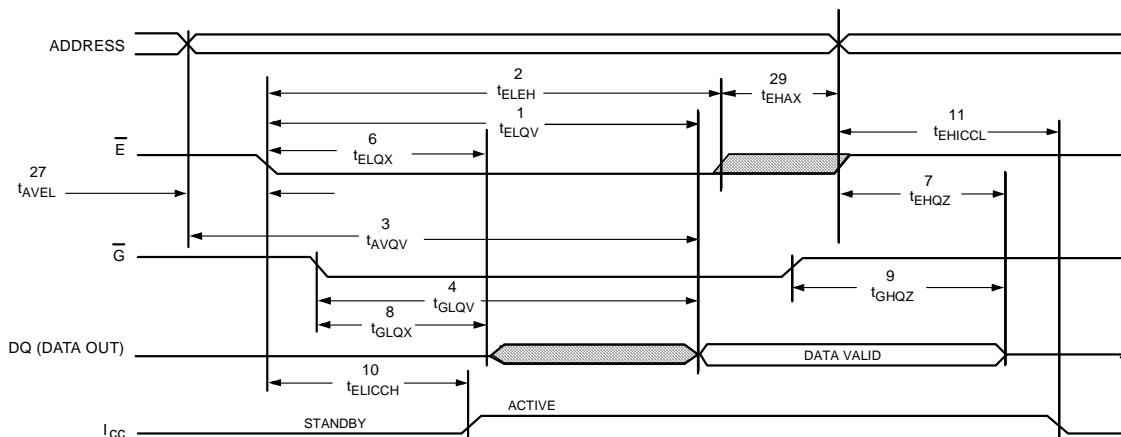 ADDRESS
2
tELEH
29
tEHAX
1
tELQV
11
tEHICCL
6
tELQX
E
27
tAVEL
7
tEHQZ
3
tAVQV
G
4
tGLQV
9
tGHQZ
8
tGLQX
DQ (DATA OUT)
DATA VALID
10
tELICCH
ACTIVE
STANDBY
ICC